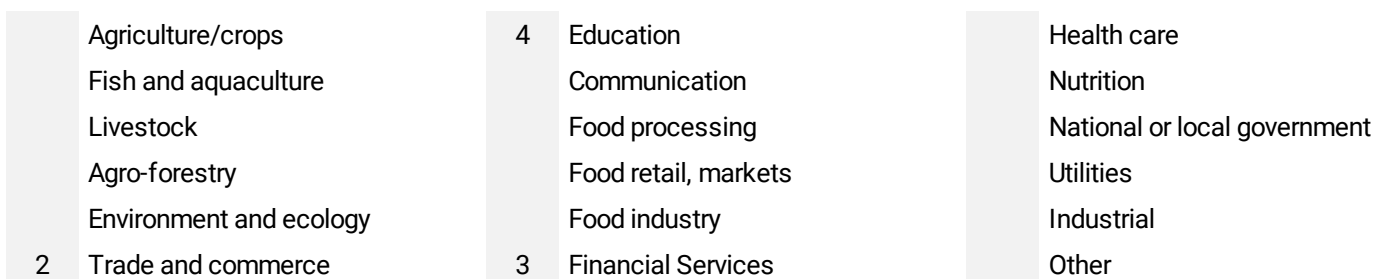 Agriculture/crops 4 Education Health care
Fish and aquaculture Communication Nutrition
Livestock Food processing National or local government
Agro-forestry Food retail, markets Utilities
Environment and ecology Food industry Industrial
2 Trade and commerce 3 Financial Services Other